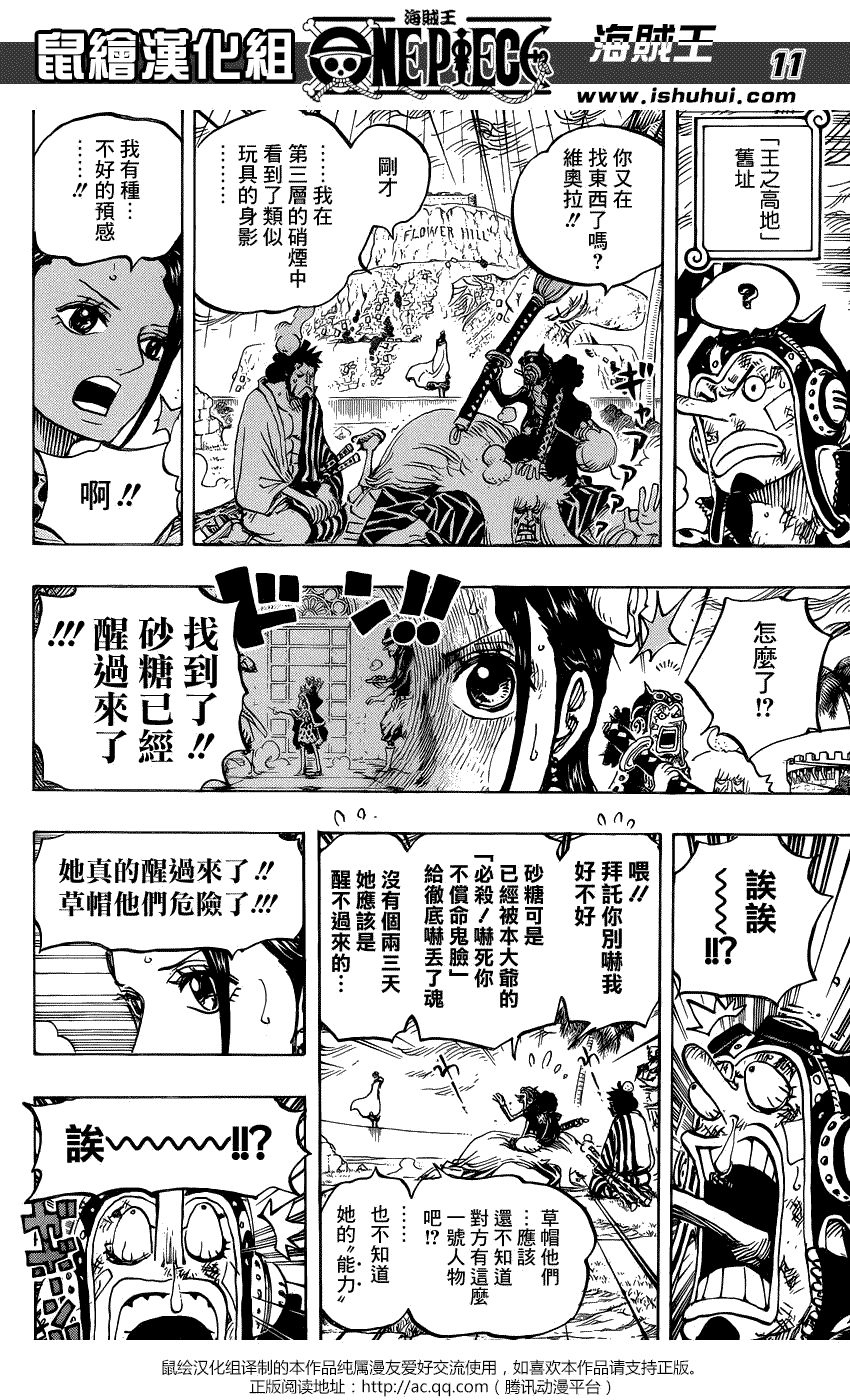 鼠繪漢化組
海賊王
ONE PIECE
海賊王
11
www.ishuhui.com
「王之高地」
舊址
?
你又在
找東西了嗎?
維奧拉!!
剛才
……我在
第三層的硝煙中
看到了類似
玩具的身影
FLOWER HILL
ギャアアアア
我有種…
不好的預感
……!!
啊!!
怎麼了!?
ドン!!
找到了!!
砂糖已經
醒過來了
!!!
誒誒
〜〜〜〜!!?
喂!!
拜託你別嚇我
好不好
砂糖可是
已經被本大爺的
「必殺!嚇死你
不償命鬼臉」
給徹底嚇丟了魂
沒有個兩三天
她應該是
醒不過來的…
她真的醒過來了!!
草帽他們危險了!!!
草帽他們
……應該
還不知道
對方有這麼
一號人物
吧!?
……
也不知道
她的〝能力〞
誒〜〜〜〜〜〜!!?
鼠绘汉化组译制的本作品纯属漫友爱好交流使用，如喜欢本作品请支持正版。
正版阅读地址：http://ac.qq.com（腾讯动漫平台）